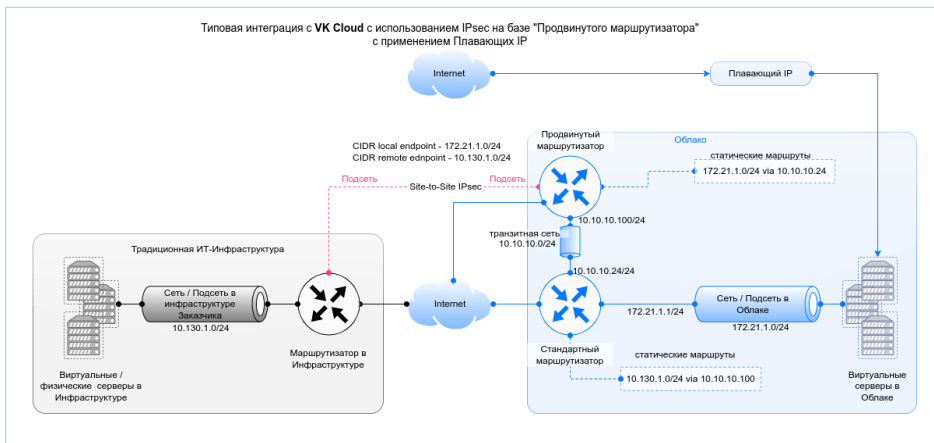 Типовая интеграция с VK Cloud с использованием IPsec на базе "Продвинутого маршрутизатора"
с применением Плавающих IP
Internet
Плавающий IP
CIDR local endpoint - 172.21.1.0/24
CIDR remote ednpoint - 10.130.1.0/24
Продвинутый
маршрутизатор
Облако
статические маршруты
172.21.1.0/24 via 10.10.10.24
Подсеть
Подсеть
Site-to-Site IPsec
10.10.10.100/24
транзитная сеть
10.10.10.0/24
10.10.10.24/24
Традиционная ИТ-Инфраструктура
Сеть / Подсеть в
инфраструктуре
Заказчика
10.130.1.0/24
Internet
Сеть / Подсеть в
Облаке
172.21.1.1/24
172.21.1.0/24
Маршрутизатор в
Инфраструктуре
Стандартный
маршрутизатор
статические маршруты
10.130.1.0/24 via 10.10.10.100
Виртуальные /
физические серверы в
Инфраструктуре
Виртуальные
серверы в
Облаке